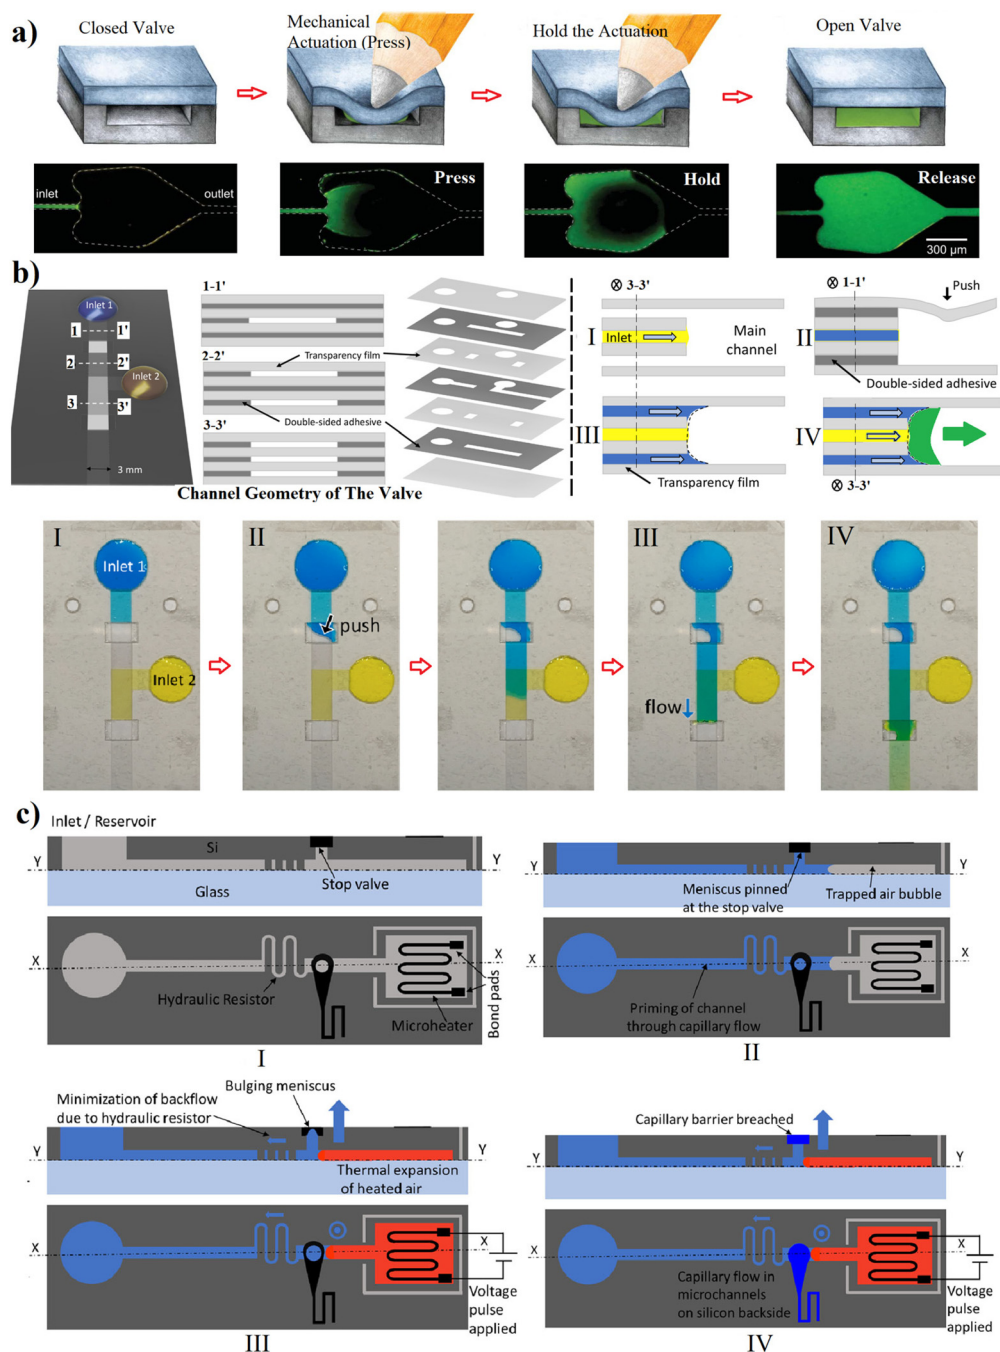 a)
Closed Valve
Mechanical
Actuation (Press)
Hold the Actuation
Open Valve
inlet
outlet
Press
Hold
Release
300 µm
b)
Inlet 1
1
1'
2
2'
Inlet 2
3
3'
3 mm
1-1'
2-2'
Transparency film
Double-sided adhesive
3-3'
Channel Geometry of The Valve
⊗ 3-3'
I
Inlet
Main
channel
⊗ 1-1'
Push
II
Double-sided adhesive
III
Transparency film
IV
⊗ 3-3'
I
Inlet 1
Inlet 2
II
push
III
flow
IV
c)
Inlet / Reservoir
Si
Y
Y
Stop valve
Glass
X
X
Hydraulic Resistor
Microheater
Bond pads
I
Y
Y
Meniscus pinned
at the stop valve
Trapped air bubble
X
X
Priming of channel
through capillary flow
II
Bulging meniscus
Minimization of backflow
due to hydraulic resistor
Y
Y
Thermal expansion
of heated air
X
X
Voltage
pulse
applied
III
Capillary barrier breached
Y
Y
X
X
Capillary flow in
microchannels
on silicon backside
Voltage
pulse
applied
IV